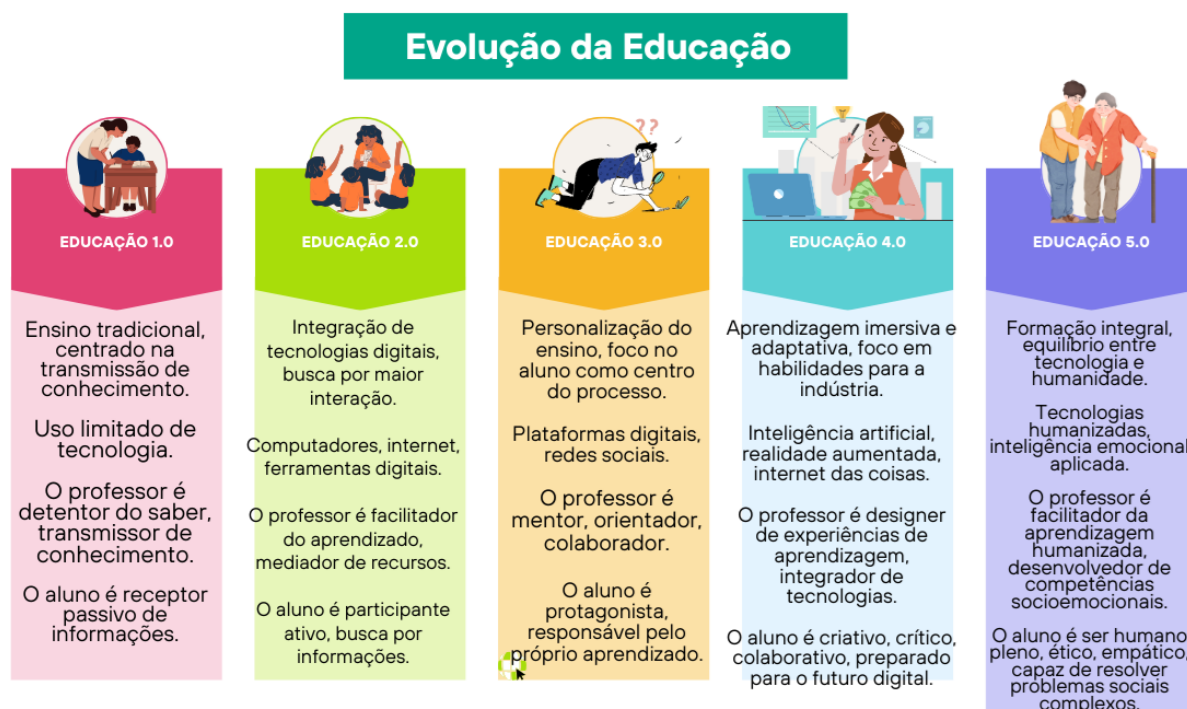 Evolução da Educação
EDUCAÇÃO 1.0
Ensino tradicional,
centrado na
transmissão de
conhecimento.
Uso limitado de
tecnologia.
O professor é
detentor do saber,
transmissor de
conhecimento.
O aluno é receptor
passivo de
informações.
EDUCAÇÃO 2.0
Integração de
tecnologias digitais,
busca por maior
interação.
Computadores, internet,
ferramentas digitais.
O professor é facilitador
do aprendizado,
mediador de recursos.
O aluno é participante
ativo, busca por
informações.
??
EDUCAÇÃO 3.0
Personalização do
ensino, foco no
aluno como centro
do processo.
Plataformas digitais,
redes sociais.
O professor é
mentor, orientador,
colaborador.
O aluno é
protagonista,
responsável pelo
próprio aprendizado.
EDUCAÇÃO 4.0
Aprendizagem imersiva e
adaptativa, foco em
habilidades para a
indústria.
Inteligência artificial,
realidade aumentada,
internet das coisas.
O professor é designer
de experiências de
aprendizagem,
integrador de
tecnologias.
O aluno é criativo, crítico,
colaborativo, preparado
para o futuro digital.
EDUCAÇÃO 5.0
Formação integral,
equilíbrio entre
tecnologia e
humanidade.
Tecnologias
humanizadas,
inteligência emocional
aplicada.
O professor é
facilitador da
aprendizagem
humanizada,
desenvolvedor de
competências
socioemocionais.
O aluno é ser humano
pleno, ético, empático,
capaz de resolver
problemas sociais
complexos.